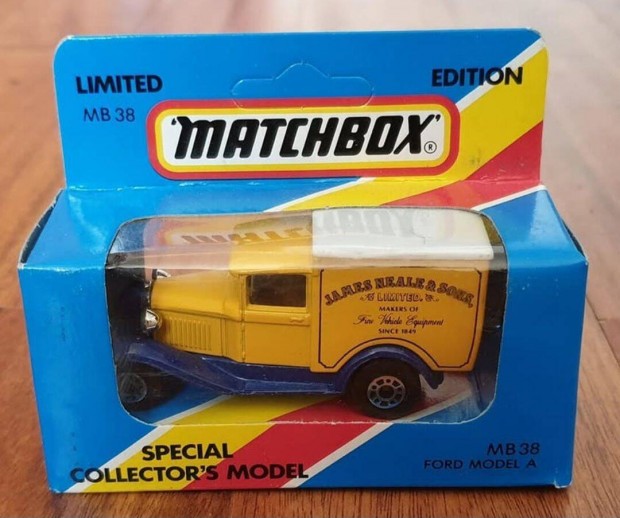 LIMITED EDITION
MB 38
'MATCHBOX'®
MATCHBOX
JAMES NEALE & SONS,
LIMITED.
MAKERS OF
Fine Vehicle Equipment
SINCE 1849
SPECIAL
COLLECTOR'S MODEL
MB 38
FORD MODEL A